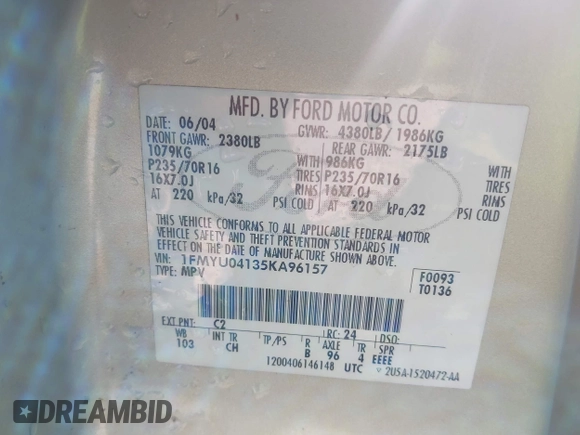 MFD. BY FORD MOTOR CO.
DATE: 06/04 GVWR: 4380LB/ 1986KG
FRONT GAWR: 2380LB REAR GAWR: 2175LB
1079KG WITH 986KG WITH
P235/70R16 TIRES P235/70R16 TIRES
16X7.0J RIMS 16X7.0J RIMS
AT 220 kPa/32 PSI COLD AT 220 kPa/32 PSI COLD
THIS VEHICLE CONFORMS TO ALL APPLICABLE FEDERAL MOTOR
VEHICLE SAFETY AND THEFT PREVENTION STANDARDS IN
EFFECT ON THE DATE OF MANUFACTURE SHOWN ABOVE.
VIN: 1FMYU04135KA96157 F0093
TYPE: MPV T0136
EXT PNT: C2 RC: 24 DSO:
WB INT TR TP/PS R AXLE TR SPR
103 CH B 96 4 EEEE
1200406146148 UTC
Ford
DREAMBID